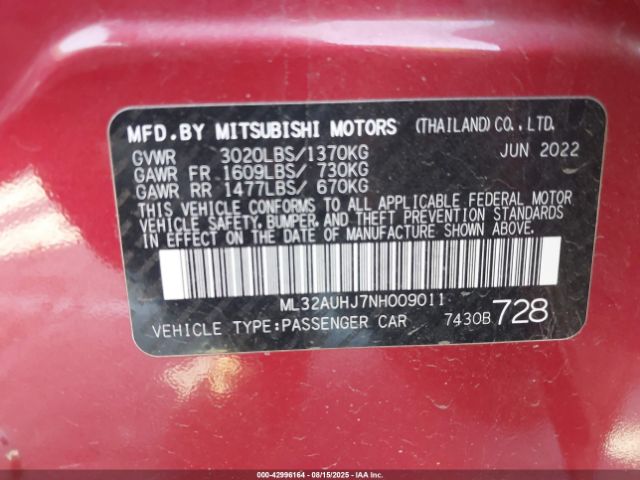 MFD.BY MITSUBISHI MOTORS (THAILAND)CO.,LTD.
GVWR 3020LBS/1370KG JUN 2022
GAWR FR 1609LBS/ 730KG
GAWR RR 1477LBS/ 670KG
THIS VEHICLE CONFORMS TO ALL APPLICABLE FEDERAL MOTOR
VEHICLE SAFETY, BUMPER, AND THEFT PREVENTION STANDARDS
IN EFFECT ON THE DATE OF MANUFACTURE SHOWN ABOVE.
ML32AUHJ7NH009011
VEHICLE TYPE:PASSENGER CAR 7430B 728
000-42996164 - 08/15/2025 - IAA Inc.